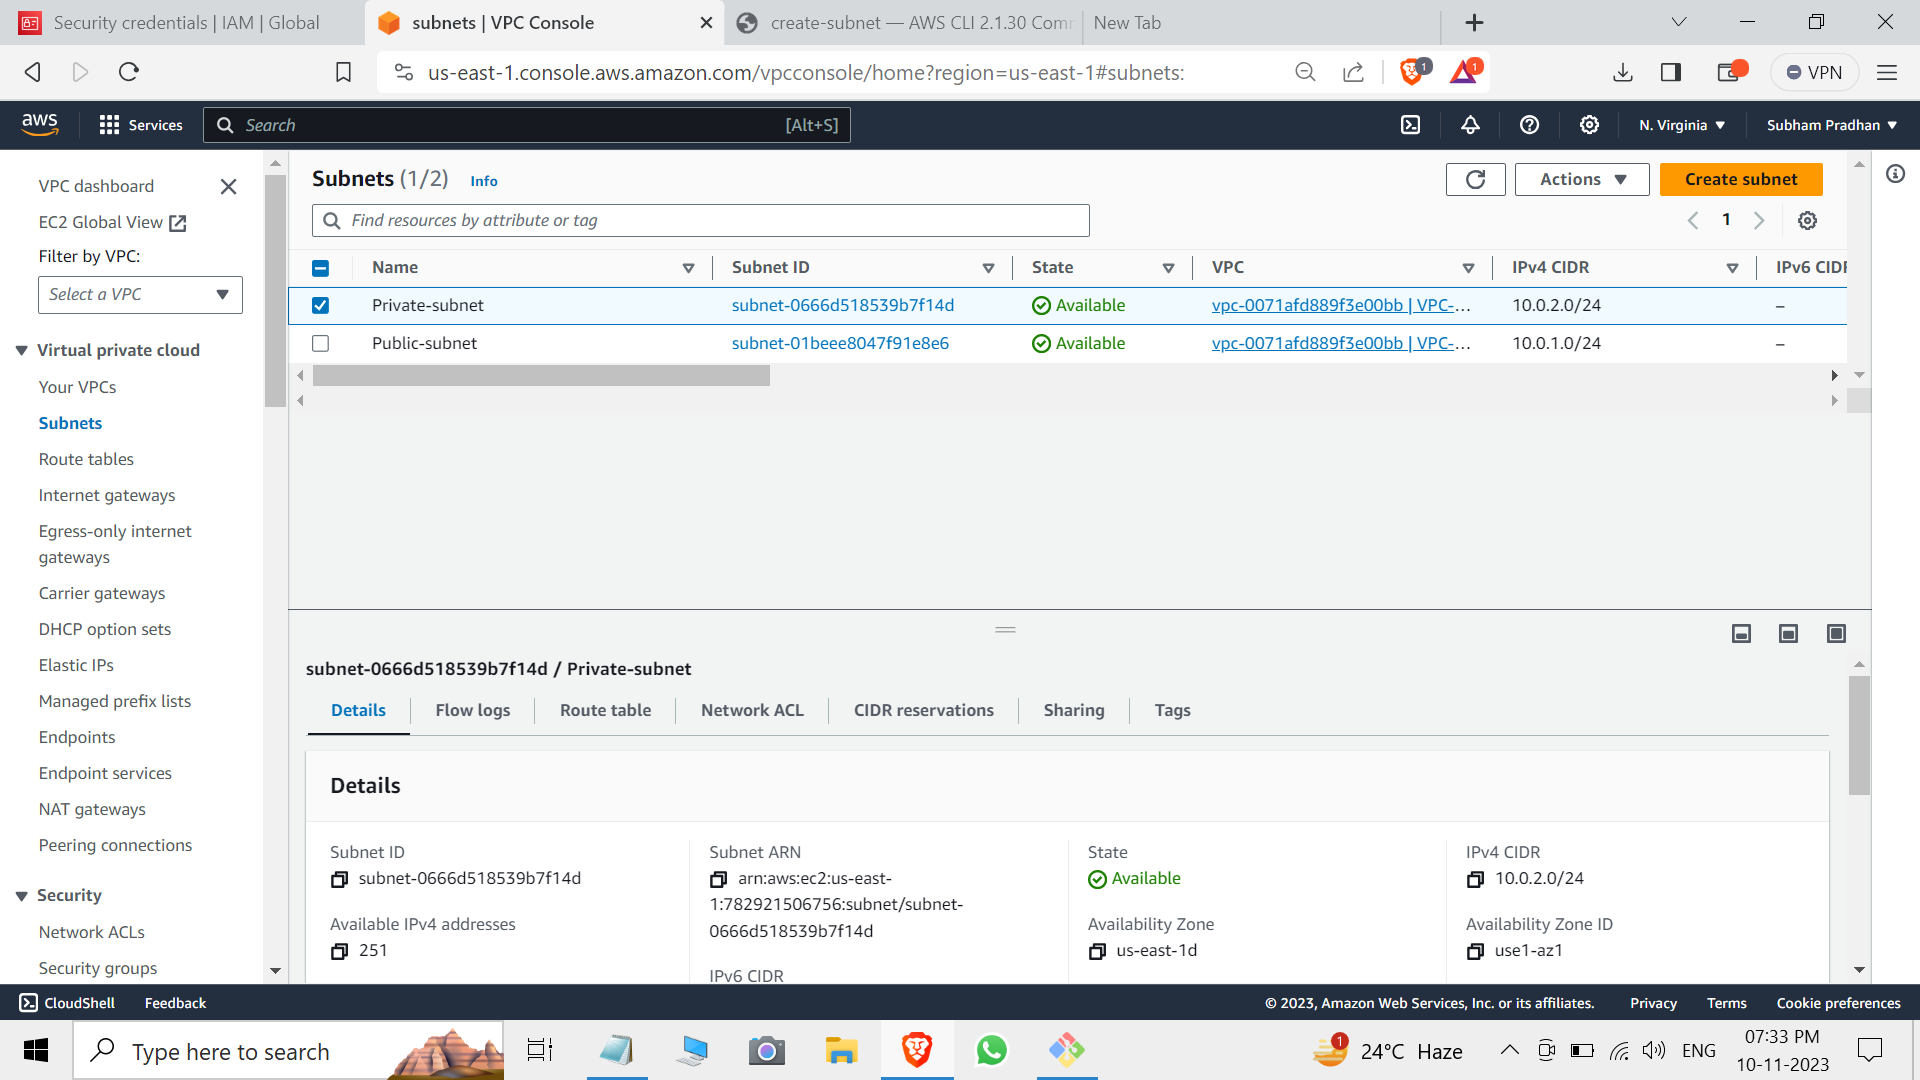 Security credentials | IAM | Global
subnets | VPC Console
create-subnet — AWS CLI 2.1.30 Comm
New Tab
us-east-1.console.aws.amazon.com/vpcconsole/home?region=us-east-1#subnets:
1
1
VPN
aws
Services
Search
[Alt+S]
N. Virginia
Subham Pradhan
VPC dashboard
EC2 Global View
Filter by VPC:
Select a VPC
Virtual private cloud
Your VPCs
Subnets
Route tables
Internet gateways
Egress-only internet
gateways
Carrier gateways
DHCP option sets
Elastic IPs
Managed prefix lists
Endpoints
Endpoint services
NAT gateways
Peering connections
Security
Network ACLs
Security groups
Subnets (1/2) Info
Actions
Create subnet
Find resources by attribute or tag
1
Name Subnet ID State VPC IPv4 CIDR IPv6 CIDR
Private-subnet subnet-0666d518539b7f14d Available vpc-0071afd889f3e00bb | VPC-... 10.0.2.0/24 –
Public-subnet subnet-01beee8047f91e8e6 Available vpc-0071afd889f3e00bb | VPC-... 10.0.1.0/24 –
subnet-0666d518539b7f14d / Private-subnet
Details Flow logs Route table Network ACL CIDR reservations Sharing Tags
Details
Subnet ID
subnet-0666d518539b7f14d
Available IPv4 addresses
251
Subnet ARN
arn:aws:ec2:us-east-
1:782921506756:subnet/subnet-
0666d518539b7f14d
IPv6 CIDR
State
Available
Availability Zone
us-east-1d
IPv4 CIDR
10.0.2.0/24
Availability Zone ID
use1-az1
CloudShell Feedback
© 2023, Amazon Web Services, Inc. or its affiliates. Privacy Terms Cookie preferences
Type here to search
1
24°C Haze
ENG
07:33 PM
10-11-2023